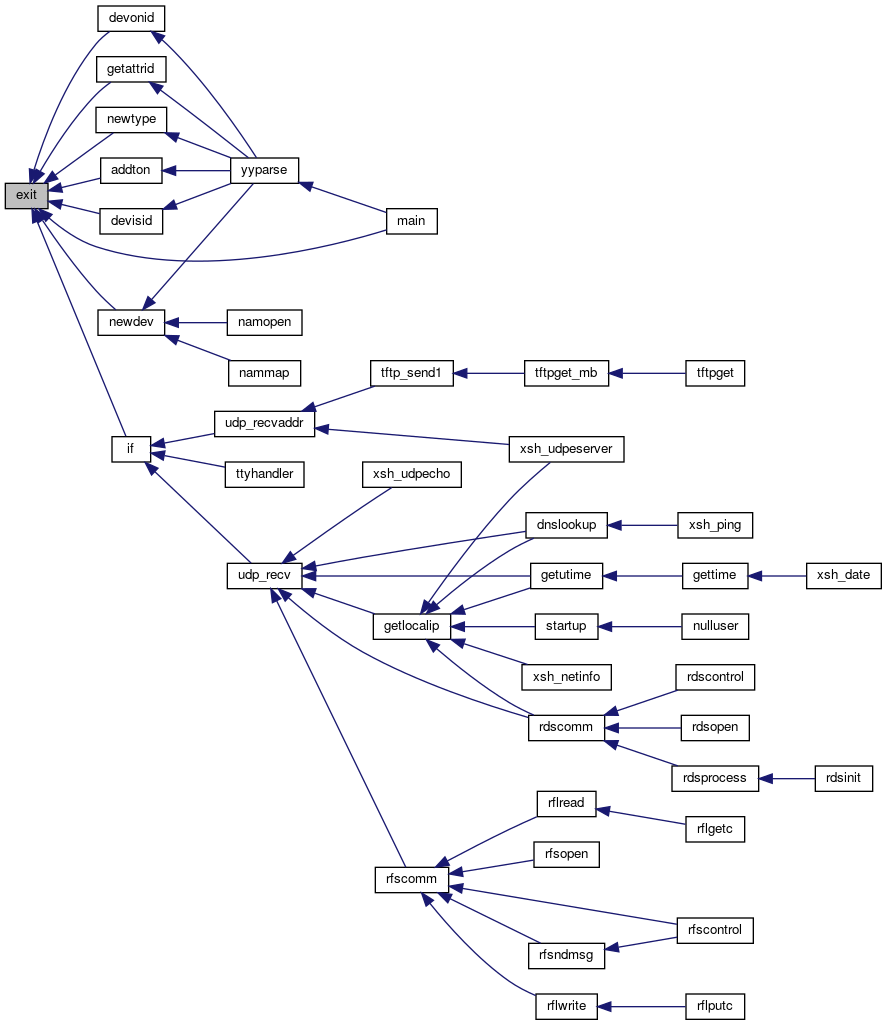 devonid
getattrid
newtype
addton
yyparse
exit
devisid
main
newdev
namopen
nammap
tftp_send1
tftpget_mb
tftpget
udp_recvaddr
if
xsh_udpeserver
ttyhandler
xsh_udpecho
dnslookup
xsh_ping
udp_recv
getutime
gettime
xsh_date
getlocalip
startup
nulluser
xsh_netinfo
rdscontrol
rdscomm
rdsopen
rdsprocess
rdsinit
rflread
rflgetc
rfsopen
rfscomm
rfscontrol
rfsndmsg
rflwrite
rflputc